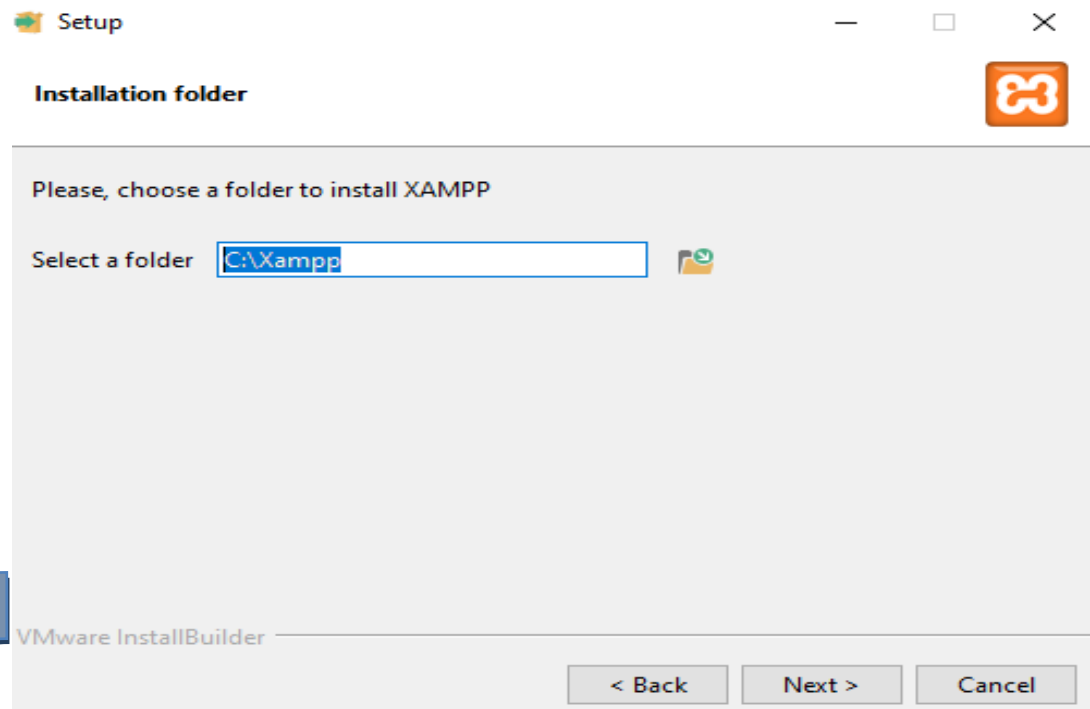 Setup
Installation folder
Please, choose a folder to install XAMPP
Select a folder C:\Xampp
VMware InstallBuilder
< Back Next > Cancel